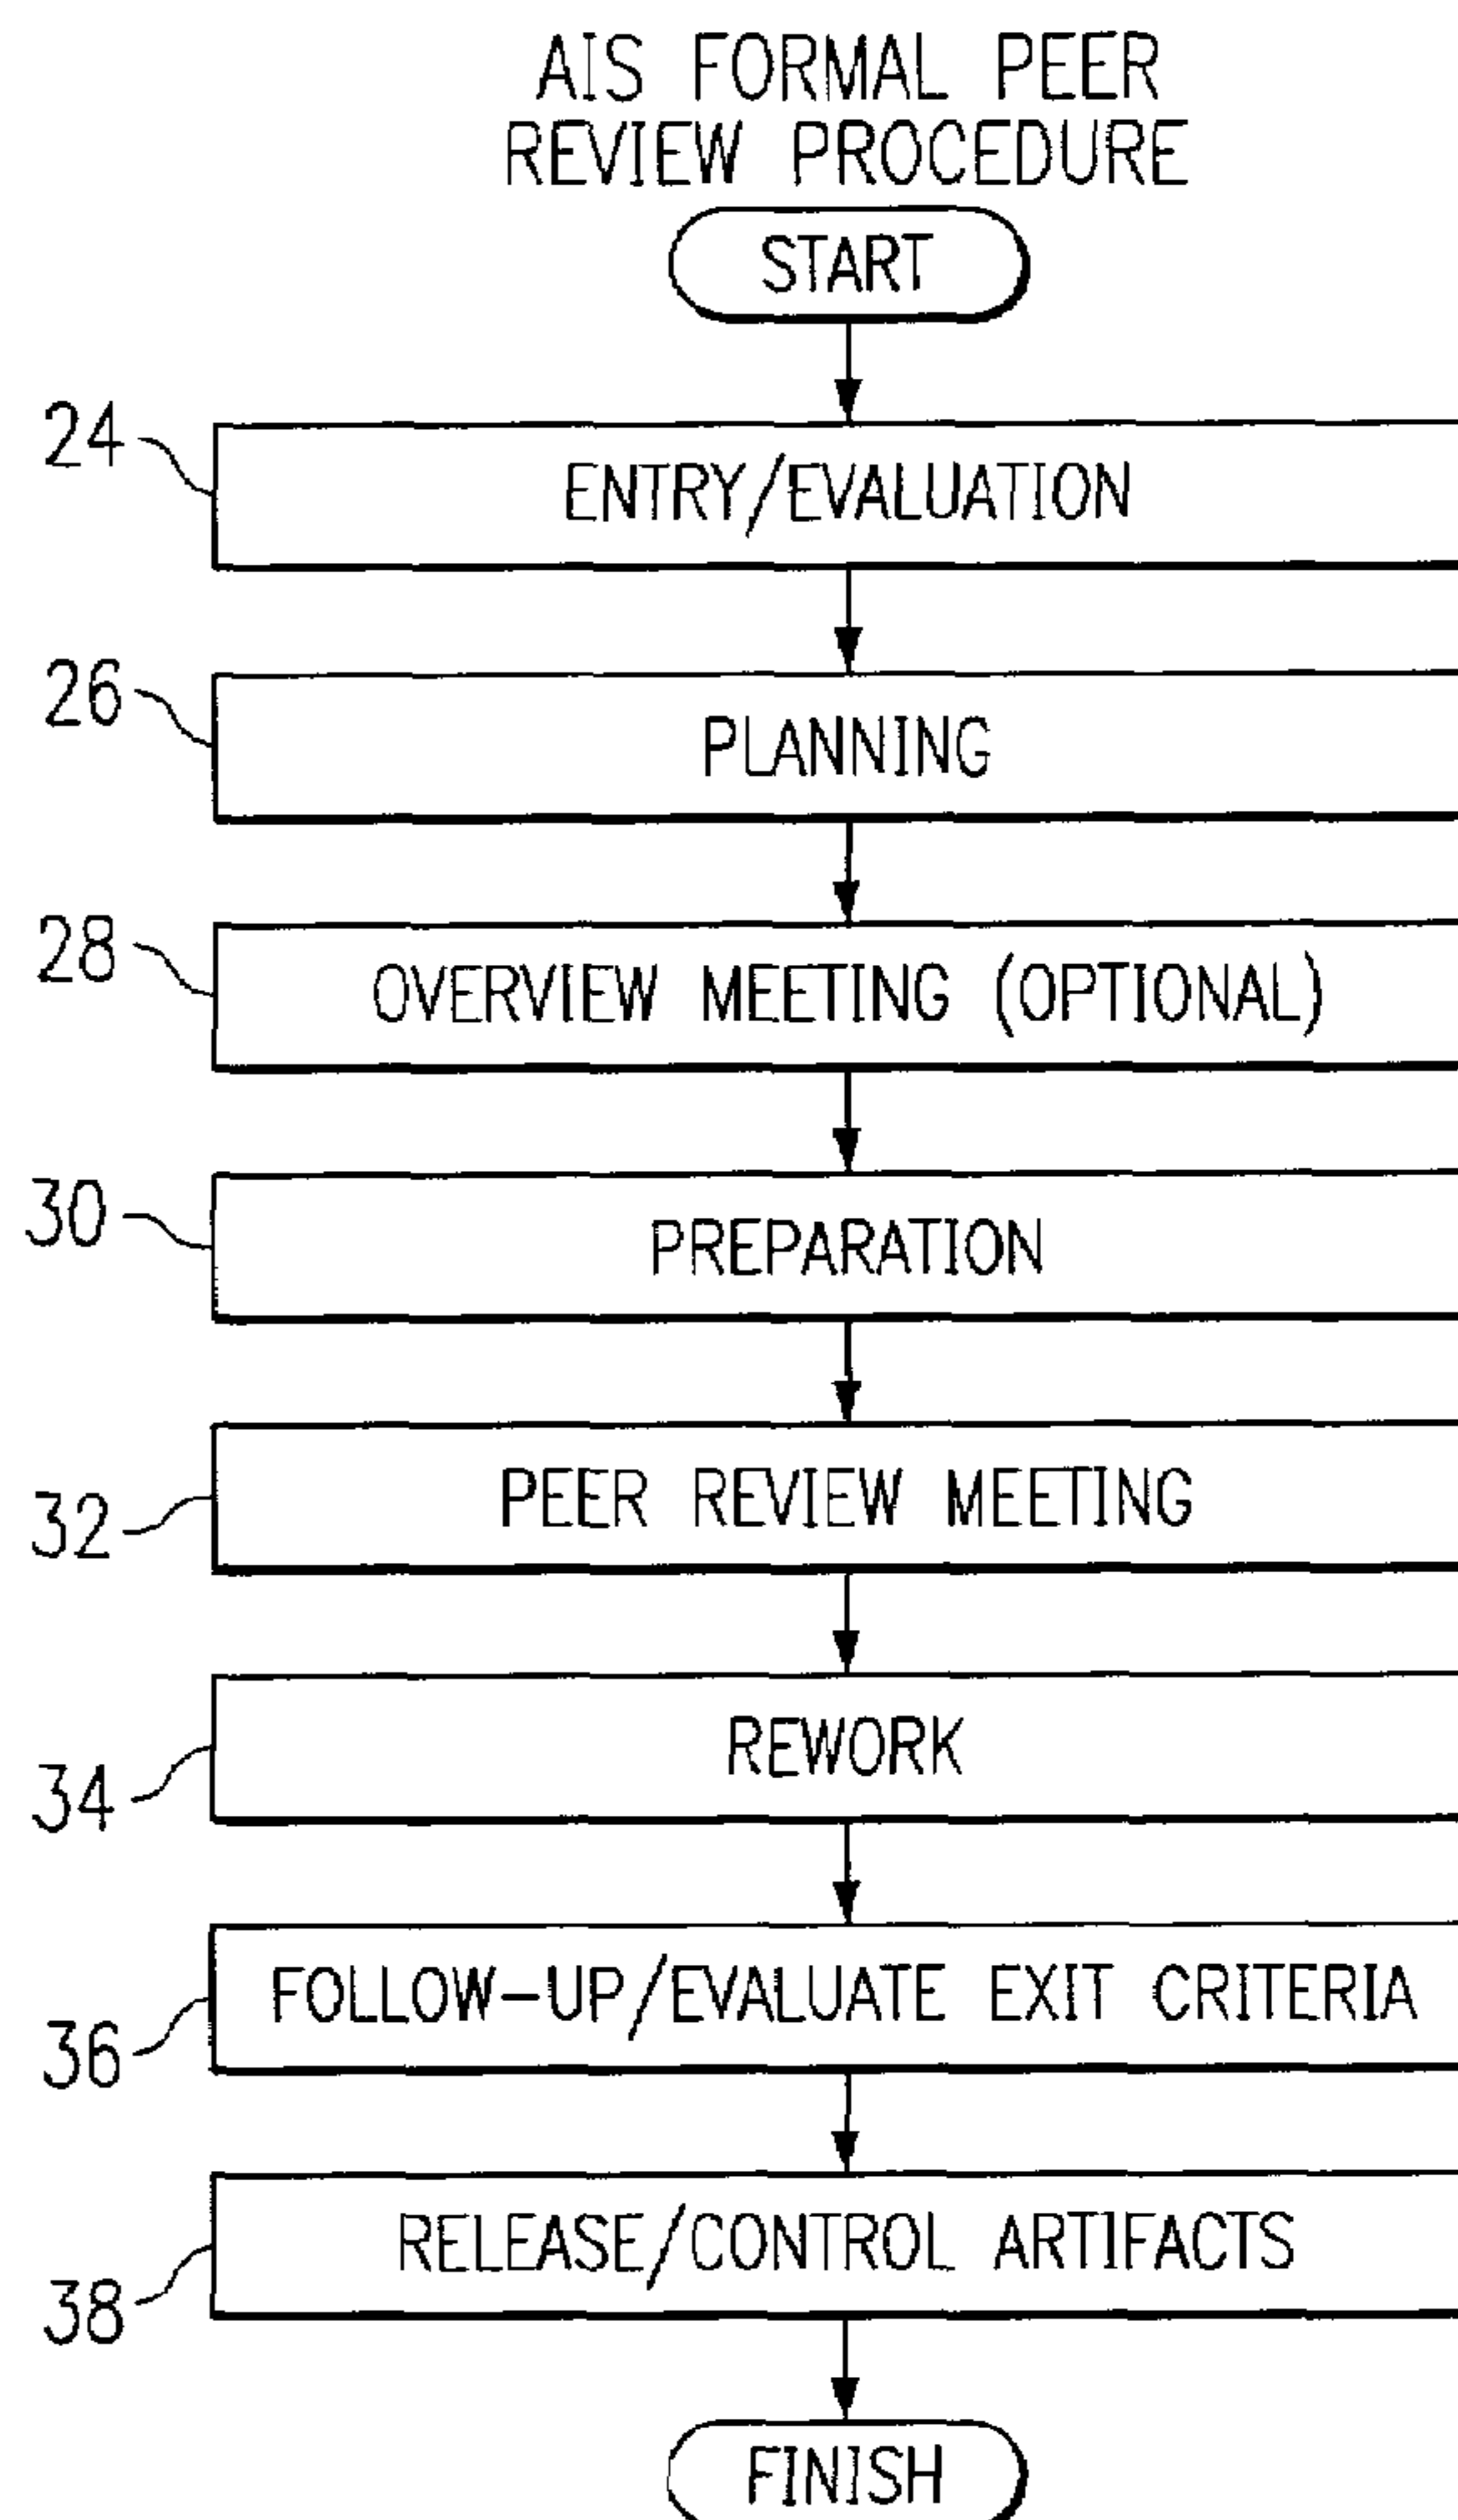 AIS FORMAL PEER
REVIEW PROCEDURE
START
24
ENTRY/EVALUATION
26
PLANNING
28
OVERVIEW MEETING (OPTIONAL)
30
PREPARATION
32
PEER REVIEW MEETING
34
REWORK
36
FOLLOW-UP/EVALUATE EXIT CRITERIA
38
RELEASE/CONTROL ARTIFACTS
FINISH